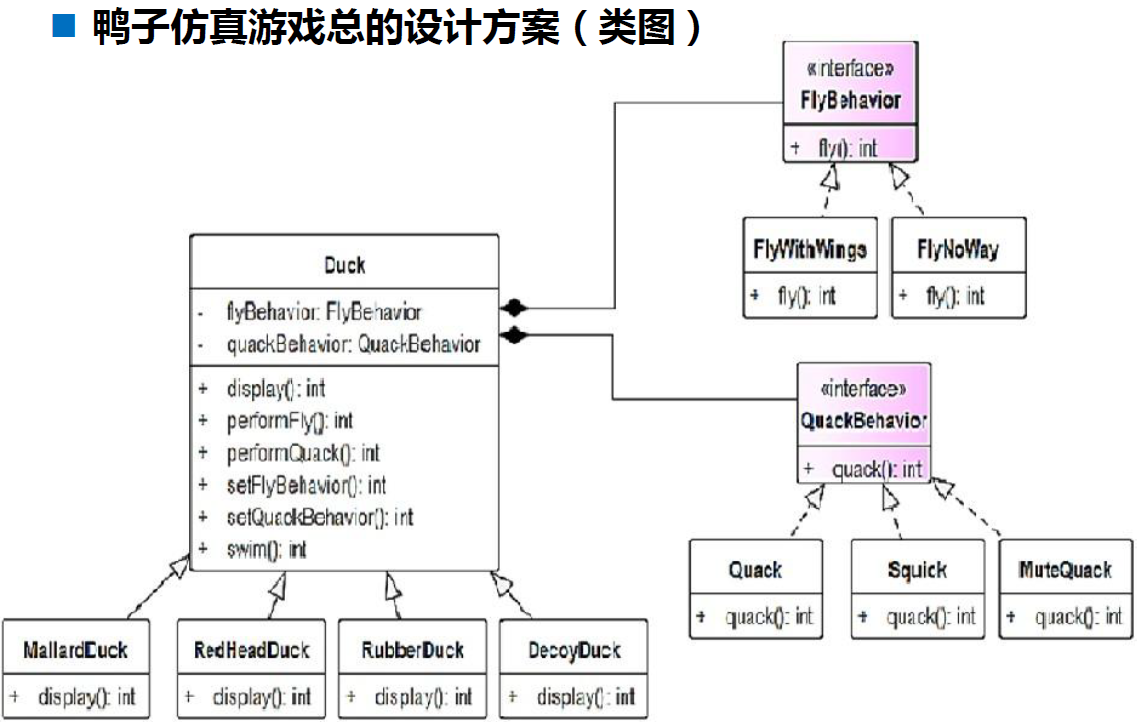 鸭子仿真游戏总的设计方案（类图）
«interface»
FlyBehavior
+ fly(): int
FlyWithWings
+ fly(): int
FlyNoWay
+ fly(): int
Duck
- flyBehavior: FlyBehavior
- quackBehavior: QuackBehavior
+ display(): int
+ performFly(): int
+ performQuack(): int
+ setFlyBehavior(): int
+ setQuackBehavior(): int
+ swim(): int
«interface»
QuackBehavior
+ quack(): int
Quack
+ quack(): int
Squick
+ quack(): int
MuteQuack
+ quack(): int
MallardDuck
+ display(): int
RedHeadDuck
+ display(): int
RubberDuck
+ display(): int
DecoyDuck
+ display(): int